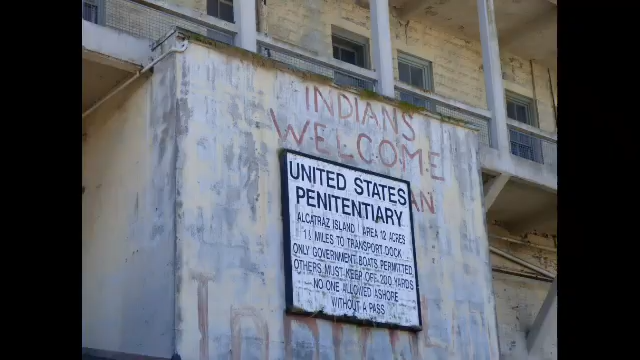 INDIANS
WELCOME
UNITED STATES
PENITENTIARY
ALCATRAZ ISLAND AREA 12 ACRES
1½ MILES TO TRANSPORT DOCK
ONLY GOVERNMENT BOATS PERMITTED
OTHERS MUST KEEP OFF 200 YARDS
NO ONE ALLOWED ASHORE
WITHOUT A PASS